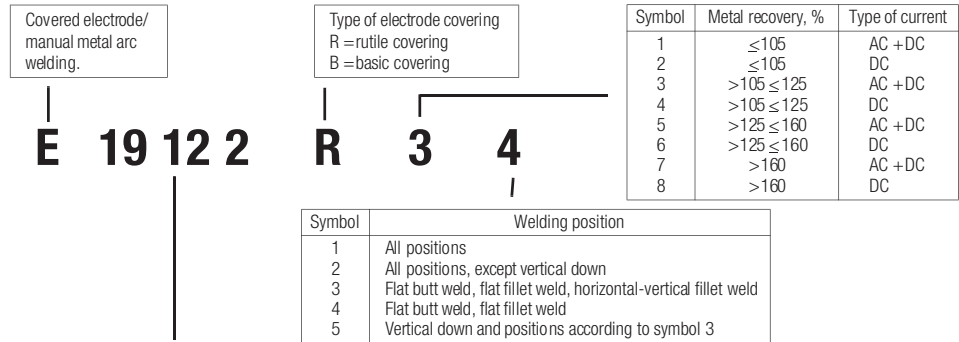 Covered electrode/
manual metal arc
welding.
Type of electrode covering
R =rutile covering
B =basic covering
Symbol Metal recovery, % Type of current
1 ≤105 AC +DC
2 ≤105 DC
3 >105 ≤125 AC +DC
4 >105 ≤125 DC
5 >125 ≤160 AC +DC
6 >125 ≤160 DC
7 >160 AC +DC
8 >160 DC
E 19 12 2 R 3 4
Symbol Welding position
1 All positions
2 All positions, except vertical down
3 Flat butt weld, flat fillet weld, horizontal-vertical fillet weld
4 Flat butt weld, flat fillet weld
5 Vertical down and positions according to symbol 3